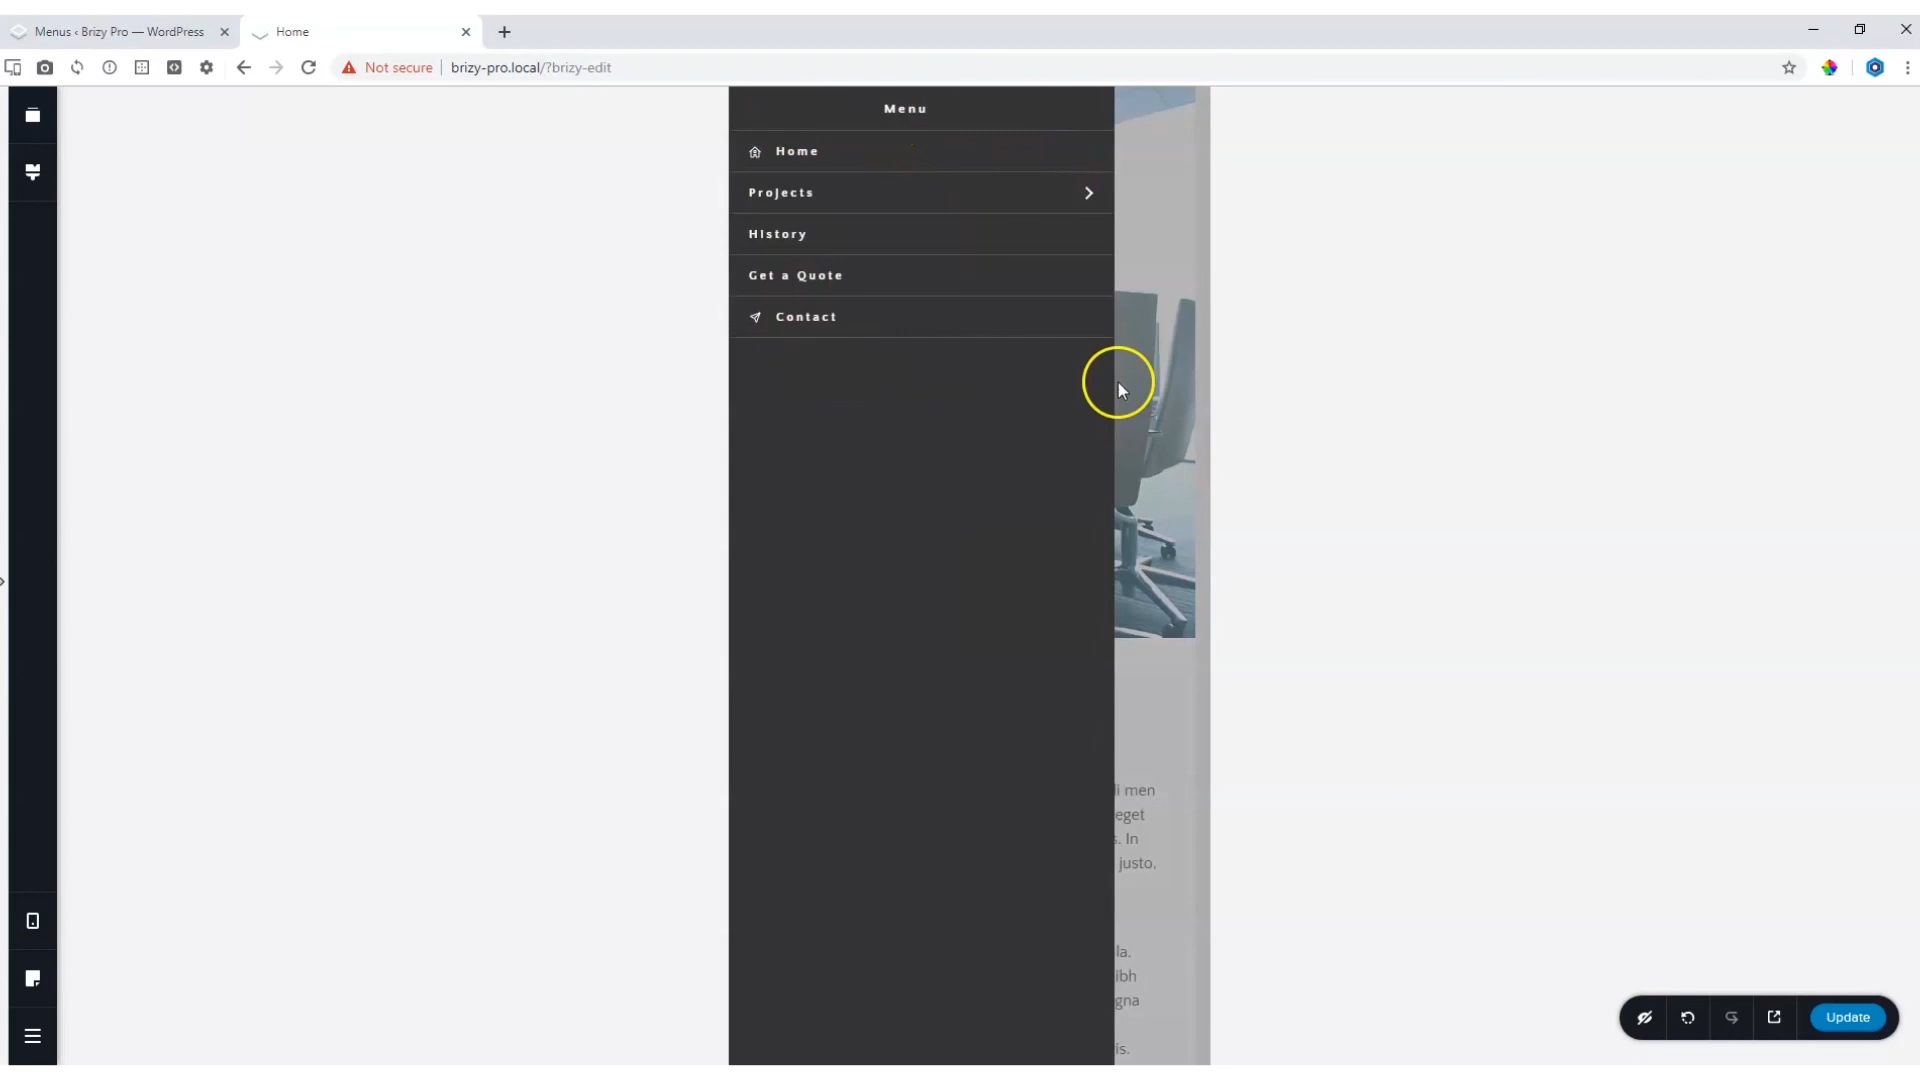 Menus ‹ Brizy Pro — WordPress
Home
Not secure
brizy-pro.local/?brizy-edit
Menu
Home
Projects
History
Get a Quote
Contact
men
eget
In
justo.
la.
ibh
gna
is.
Update